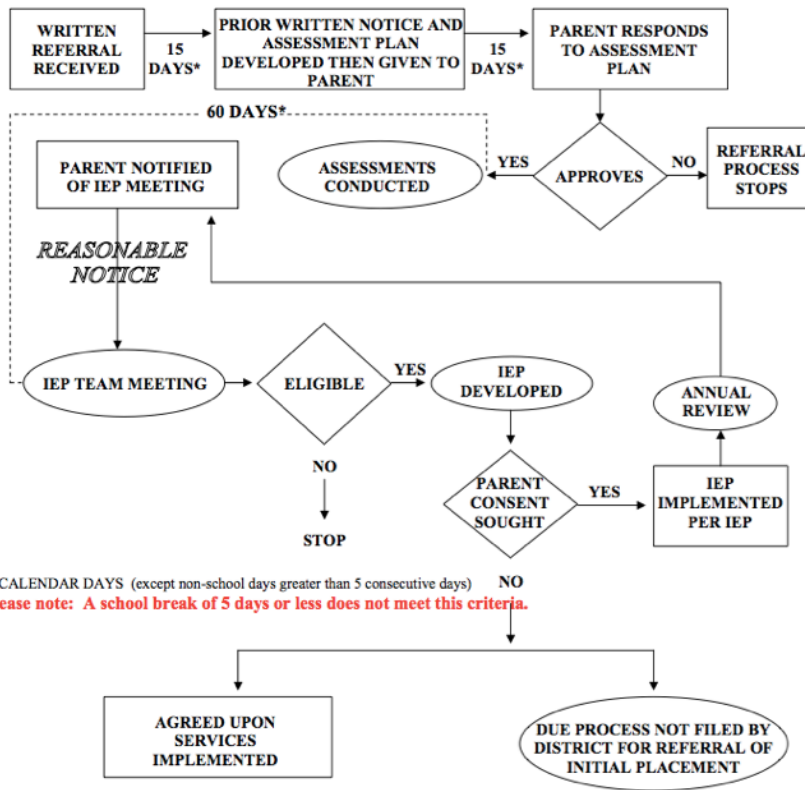 WRITTEN
REFERRAL
RECEIVED
15
DAYS*
PRIOR WRITTEN NOTICE AND
ASSESSMENT PLAN
DEVELOPED THEN GIVEN TO
PARENT
15
DAYS*
PARENT RESPONDS
TO ASSESSMENT
PLAN
60 DAYS*
PARENT NOTIFIED
OF IEP MEETING
ASSESSMENTS
CONDUCTED
YES
APPROVES
NO
REFERRAL
PROCESS
STOPS
REASONABLE
NOTICE
IEP TEAM MEETING
ELIGIBLE
YES
IEP
DEVELOPED
ANNUAL
REVIEW
NO
STOP
PARENT
CONSENT
SOUGHT
YES
IEP
IMPLEMENTED
PER IEP
CALENDAR DAYS (except non-school days greater than 5 consecutive days)
NO
ease note: A school break of 5 days or less does not meet this criteria.
AGREED UPON
SERVICES
IMPLEMENTED
DUE PROCESS NOT FILED BY
DISTRICT FOR REFERRAL OF
INITIAL PLACEMENT